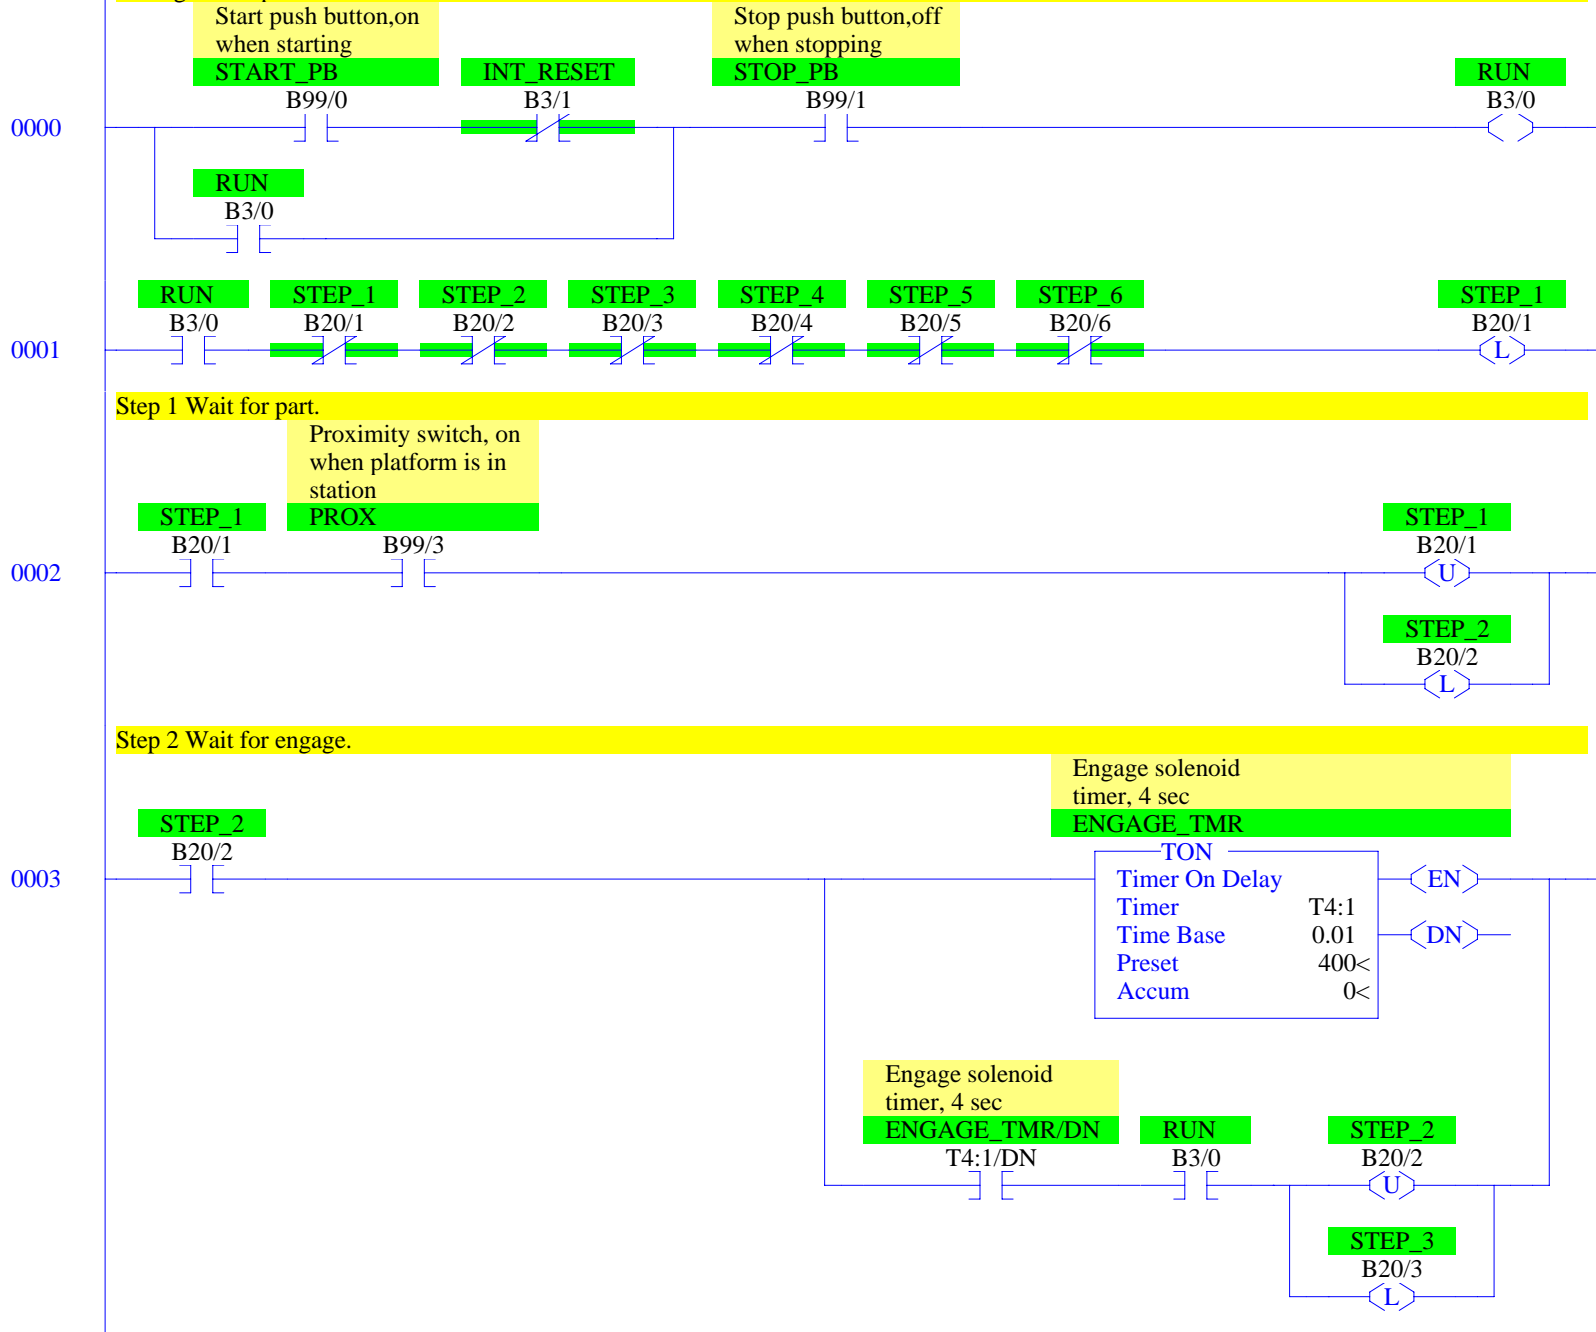 Start push button,on
when starting
START_PB
B99/0
INT_RESET
B3/1
Stop push button,off
when stopping
STOP_PB
B99/1
RUN
B3/0
0000
RUN
B3/0
RUN
B3/0
STEP_1
B20/1
STEP_2
B20/2
STEP_3
B20/3
STEP_4
B20/4
STEP_5
B20/5
STEP_6
B20/6
STEP_1
B20/1
0001
L
Step 1 Wait for part.
Proximity switch, on
when platform is in
station
STEP_1
B20/1
PROX
B99/3
STEP_1
B20/1
0002
U
STEP_2
B20/2
L
Step 2 Wait for engage.
Engage solenoid
timer, 4 sec
ENGAGE_TMR
STEP_2
B20/2
0003
TON
Timer On Delay
Timer T4:1
Time Base 0.01
Preset 400<
Accum 0<
EN
DN
Engage solenoid
timer, 4 sec
ENGAGE_TMR/DN
T4:1/DN
RUN
B3/0
STEP_2
B20/2
U
STEP_3
B20/3
L